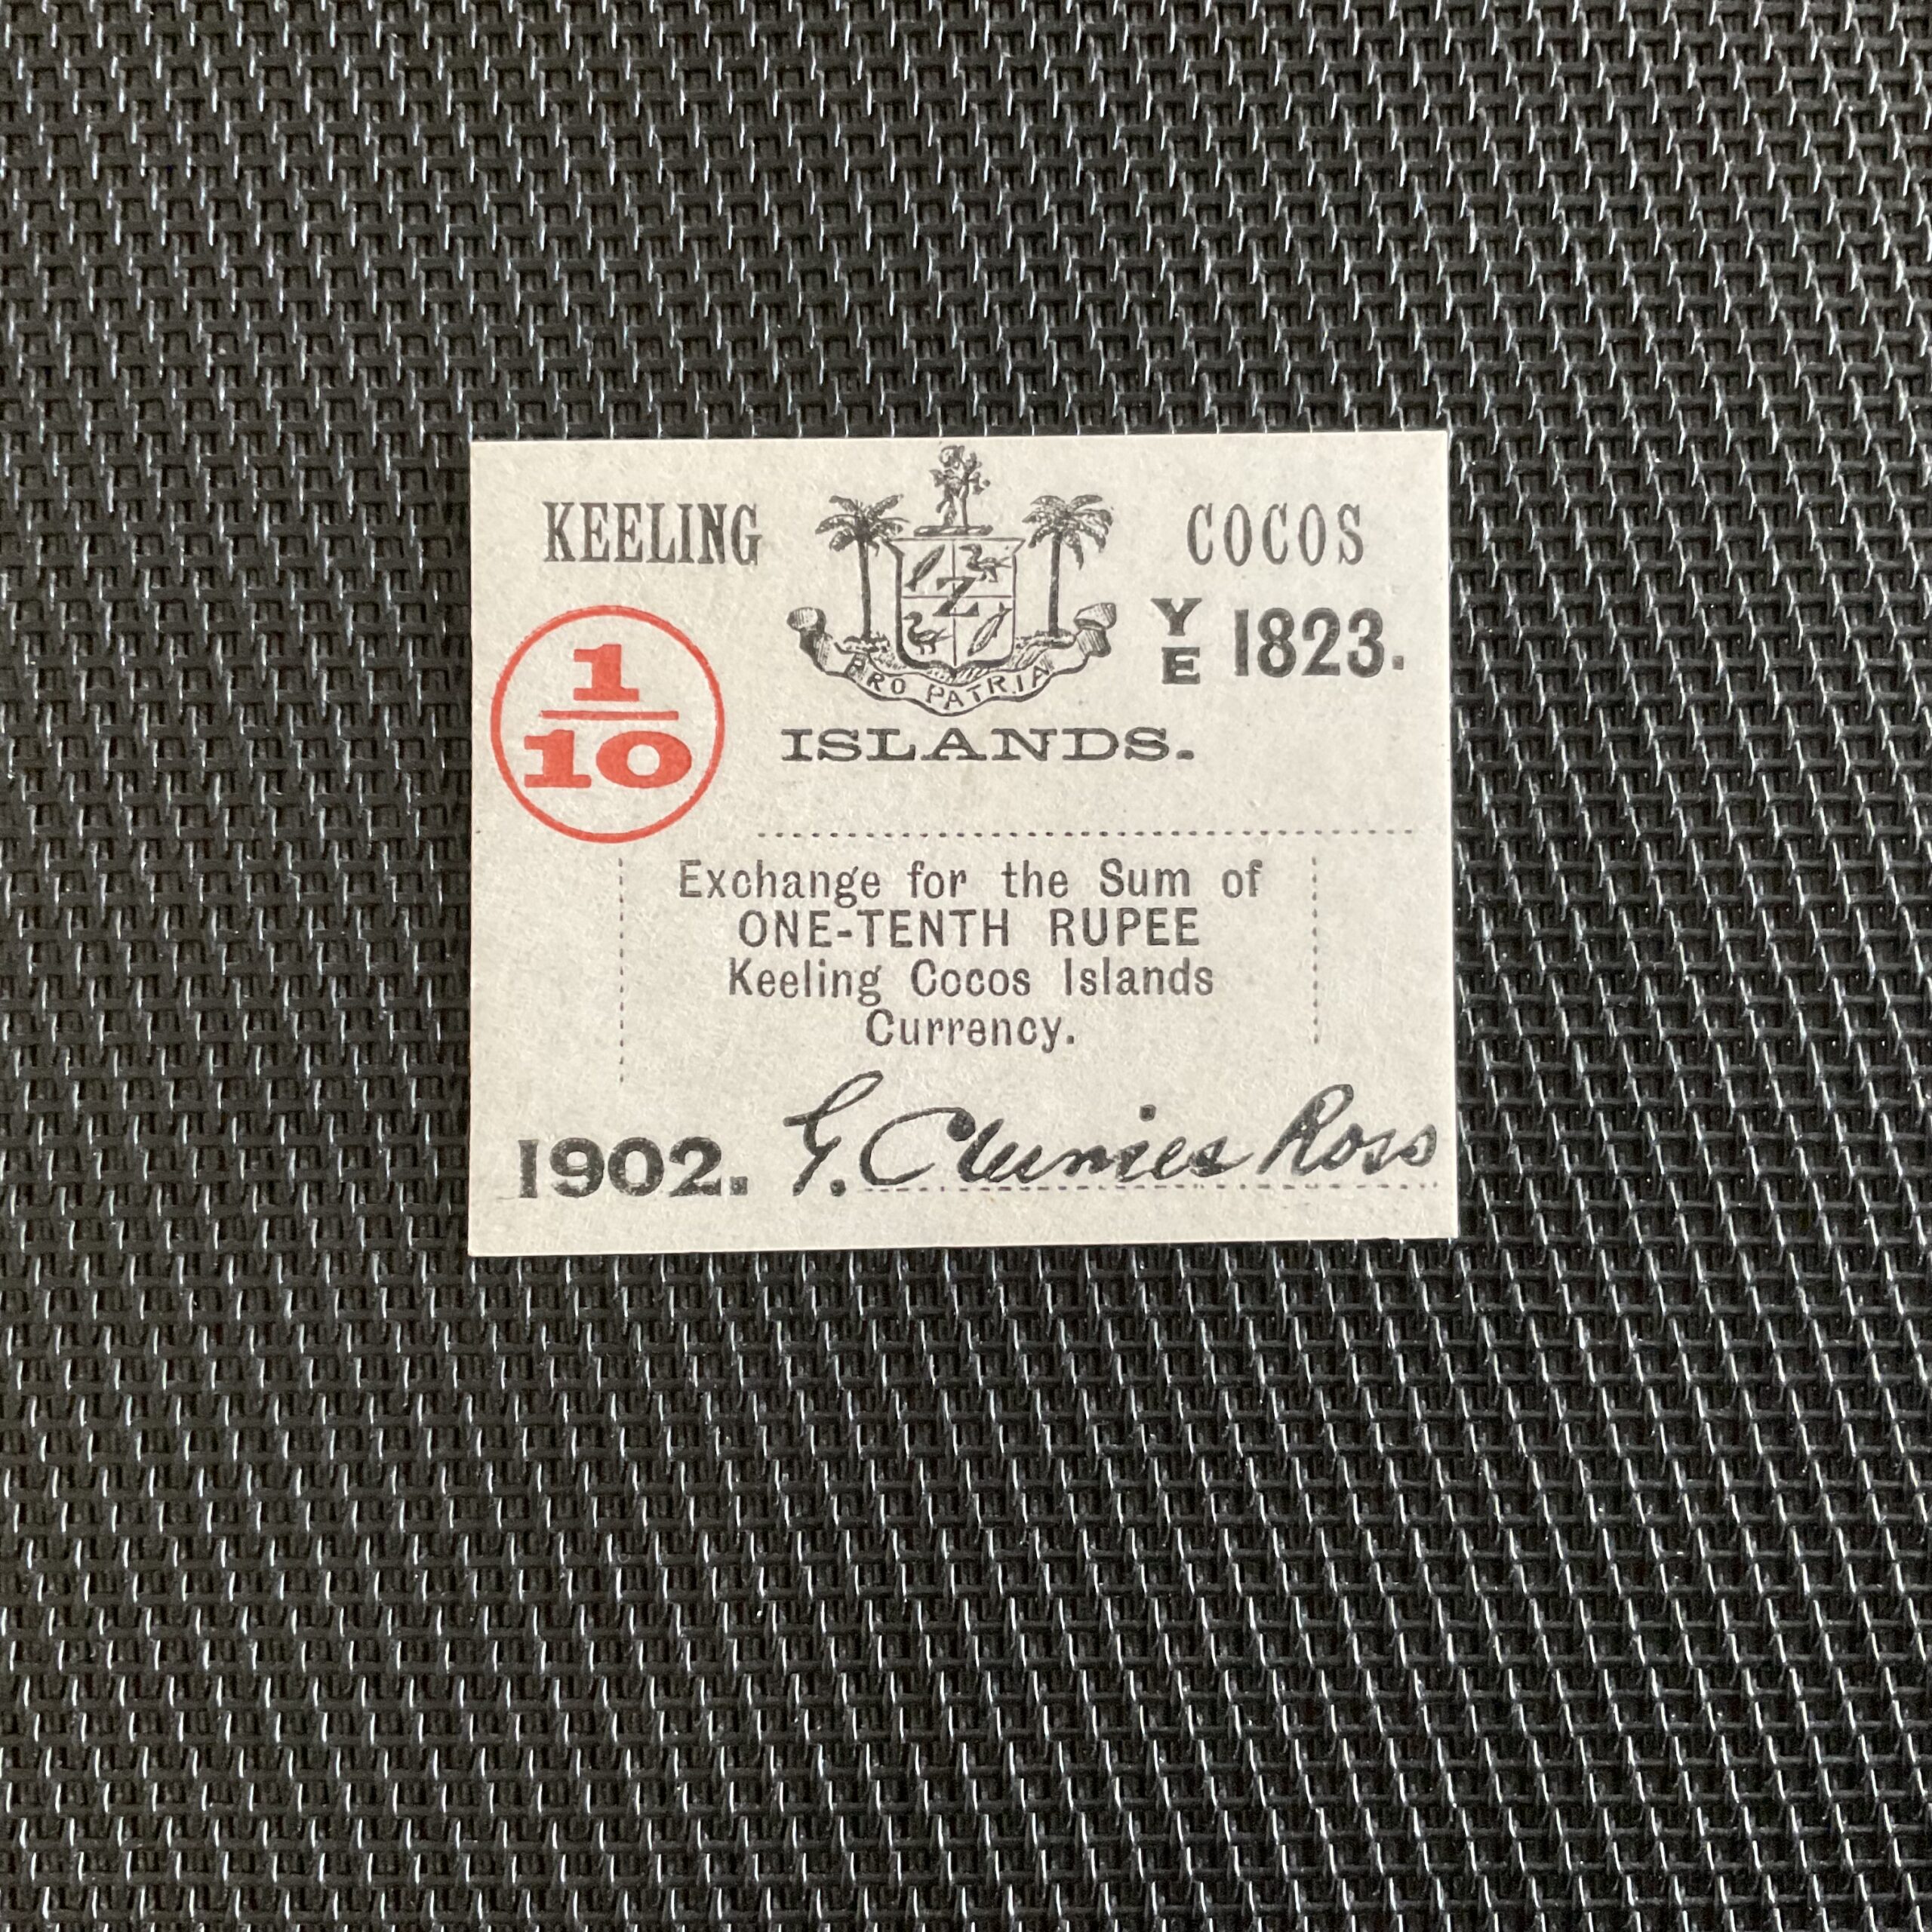 KEELING COCOS
Z
YE 1823.
PRO PATRIA
1/10
ISLANDS.
Exchange for the Sum of
ONE-TENTH RUPEE
Keeling Cocos Islands
Currency.
1902. G. Clunies Ross